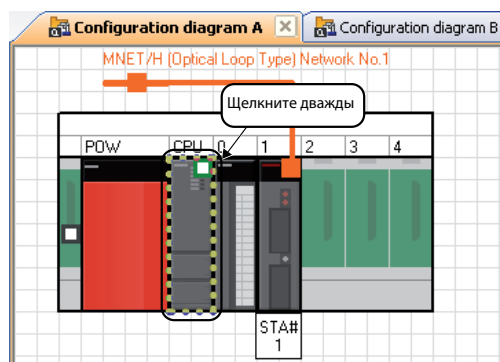 Configuration diagram A
Configuration diagram B
MNET/H (Optical Loop Type) Network No.1
Щелкните дважды
POW CPU 0 1 2 3 4
STA#
1